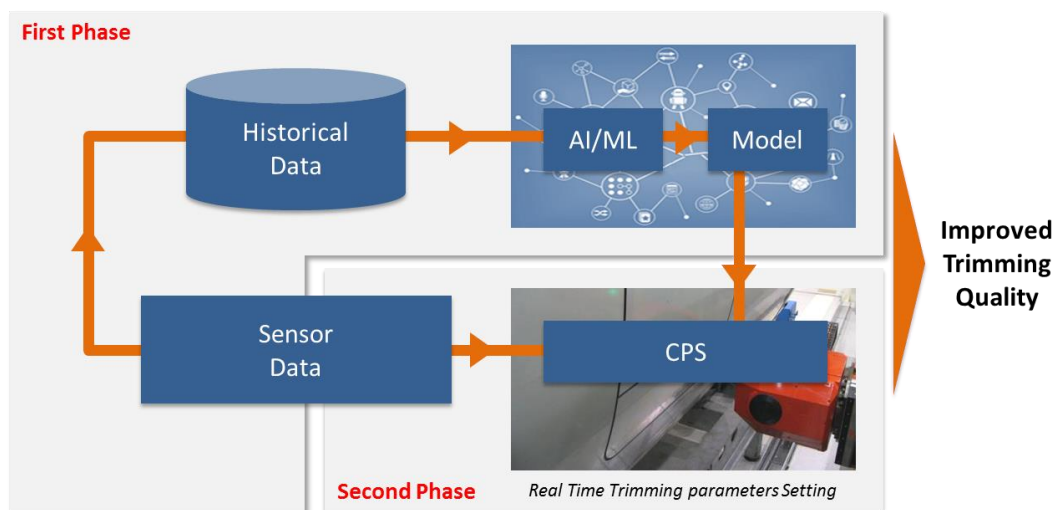 First Phase
Historical
Data
AI/ML
Model
Improved
Trimming
Quality
Sensor
Data
CPS
Second Phase
Real Time Trimming parameters Setting